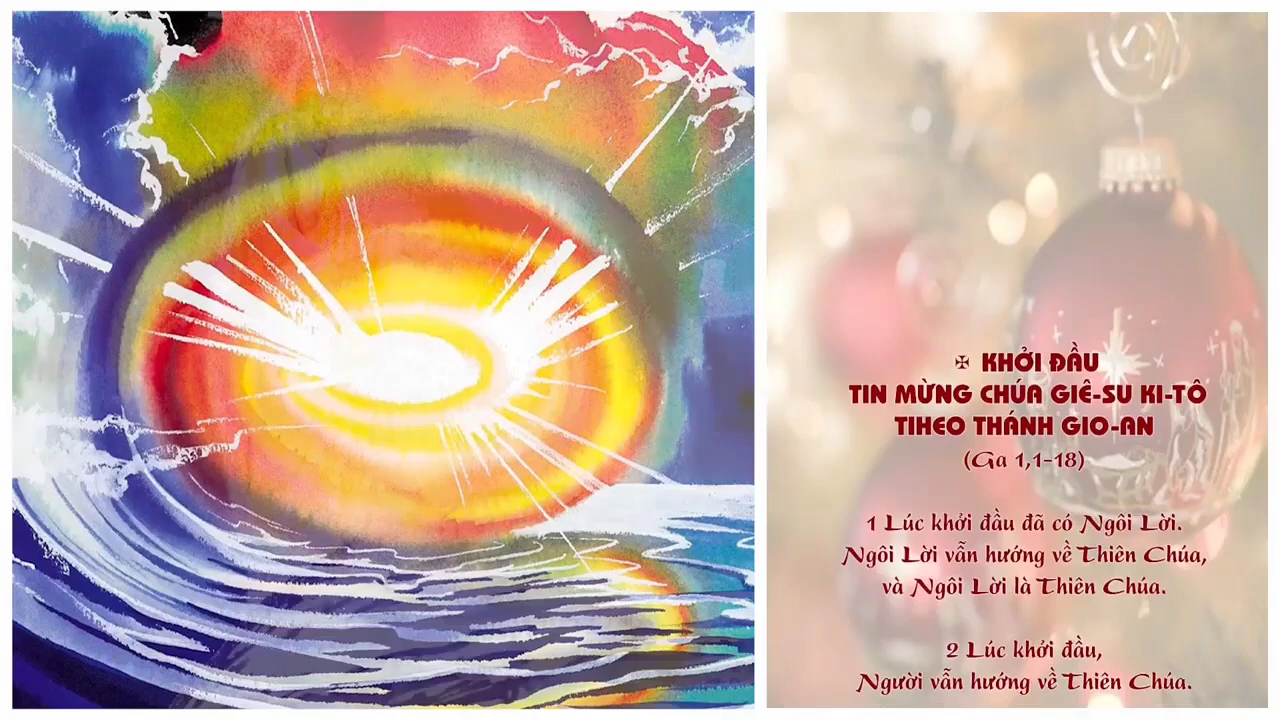 ✠ KHỞI ĐẦU
TIN MỪNG CHÚA GIÊ-SU KI-TÔ
TIHEO THÁNH GIO-AN
(Ga 1,1-18)
1 Lúc khởi đầu đã có Ngôi Lời.
Ngôi Lời vẫn hướng về Thiên Chúa,
và Ngôi Lời là Thiên Chúa.
2 Lúc khởi đầu,
Người vẫn hướng về Thiên Chúa.